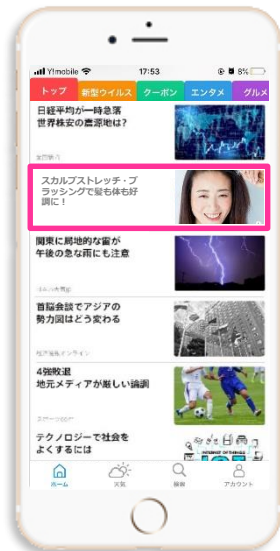 Y!mobile 17:53 8%
トップ 新型ウイルス クーポン エンタメ グルメ
日経平均が一時急落
世界株安の震源地は?
スカルプストレッチ・ブ
ラッシングで髪も体も好
調に!
関東に局地的な雷が
午後の急な雨にも注意
首脳会談でアジアの
勢力図はどう変わる
4強敗退
地元メディアが厳しい論調
テクノロジーで社会を
よくするには
INTERNET OF THINGS
IOT
ホーム 天気 検索 アカウント